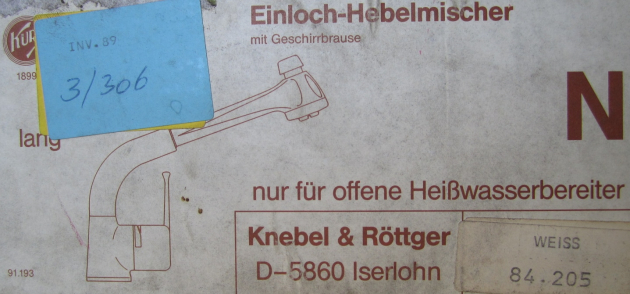 Einloch-Hebelmischer
mit Geschirrbrause
INV.89
1899
3/306
N
lang
nur für offene Heißwasserbereiter
Knebel & Röttger
D-5860 Iserlohn
WEISS
84.205
91.193